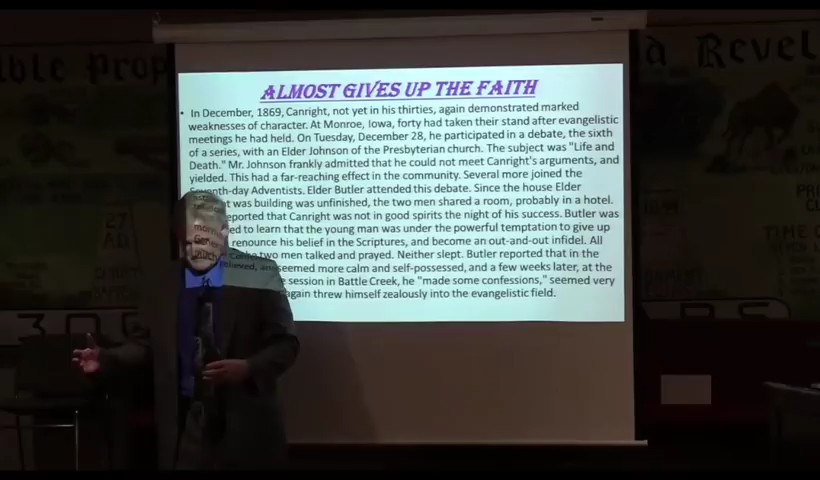 ble Prop
d Revel
ALMOST GIVES UP THE FAITH
• In December, 1869, Canright, not yet in his thirties, again demonstrated marked
weaknesses of character. At Monroe, Iowa, forty had taken their stand after evangelistic
meetings he had held. On Tuesday, December 28, he participated in a debate, the sixth
of a series, with an Elder Johnson of the Presbyterian church. The subject was "Life and
Death." Mr. Johnson frankly admitted that he could not meet Canright's arguments, and
yielded. This had a far-reaching effect in the community. Several more joined the
Seventh-day Adventists. Elder Butler attended this debate. Since the house Elder
t was building was unfinished, the two men shared a room, probably in a hotel.
eported that Canright was not in good spirits the night of his success. Butler was
ed to learn that the young man was under the powerful temptation to give up
renounce his belief in the Scriptures, and become an out-and-out infidel. All
two men talked and prayed. Neither slept. Butler reported that in the
seemed more calm and self-possessed, and a few weeks later, at the
session in Battle Creek, he "made some confessions," seemed very
again threw himself zealously into the evangelistic field.
27
TIME